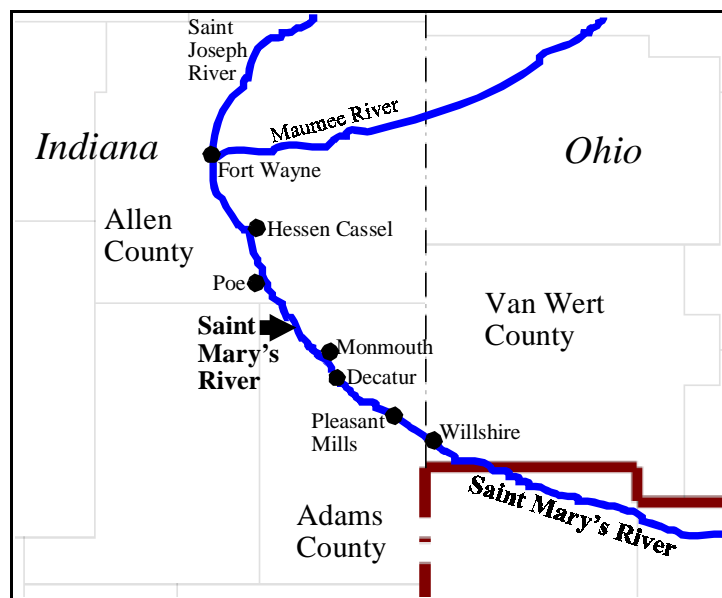 Saint
Joseph
River
Maumee River
Indiana
Ohio
Fort Wayne
Allen
County
Hessen Cassel
Poe
Van Wert
County
Saint
Mary's
River
Monmouth
Decatur
Pleasant
Mills
Willshire
Saint Mary's River
Adams
County